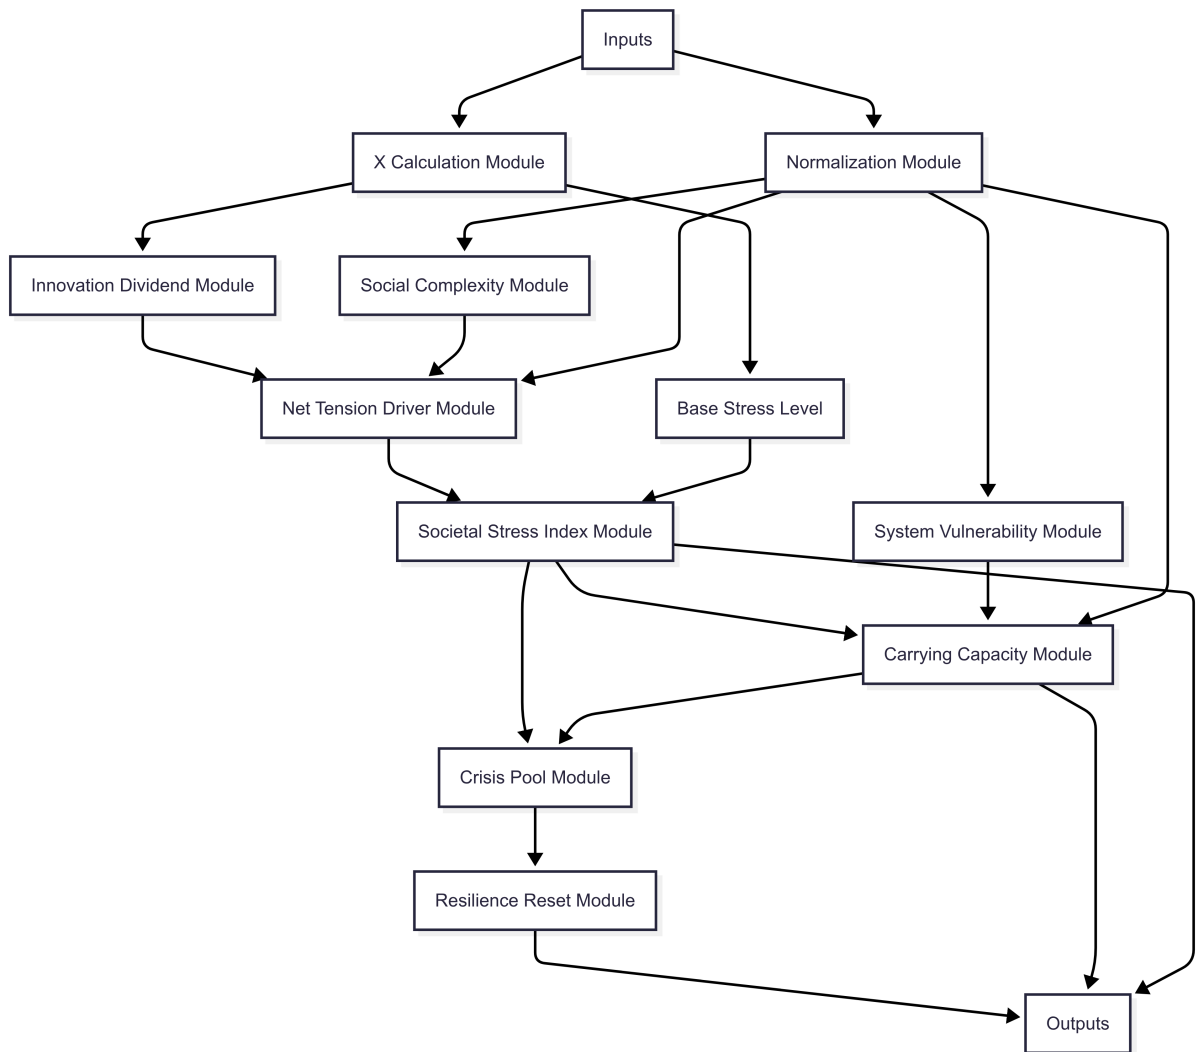 Inputs
X Calculation Module
Normalization Module
Innovation Dividend Module
Social Complexity Module
Net Tension Driver Module
Base Stress Level
Societal Stress Index Module
System Vulnerability Module
Carrying Capacity Module
Crisis Pool Module
Resilience Reset Module
Outputs